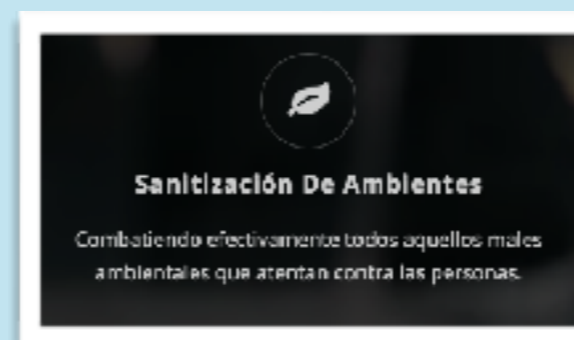 Sanitización De Ambientes
Combatiendo efectivamente todos aquellos males
ambientales que atentan contra las personas.